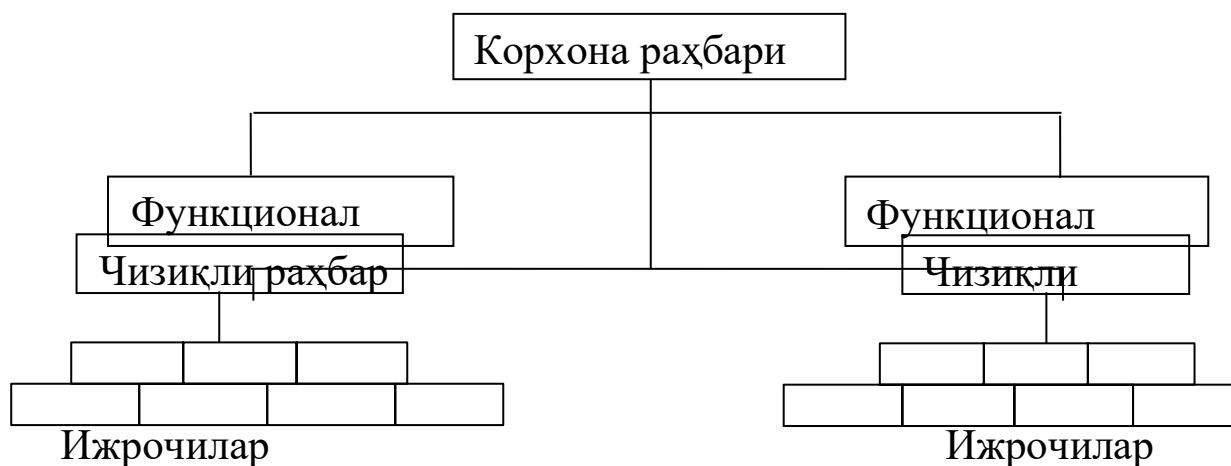 Корхона раҳбари
Функционал
Функционал
Чизиқли раҳбар
Чизиқли
Ижрочилар
Ижрочилар